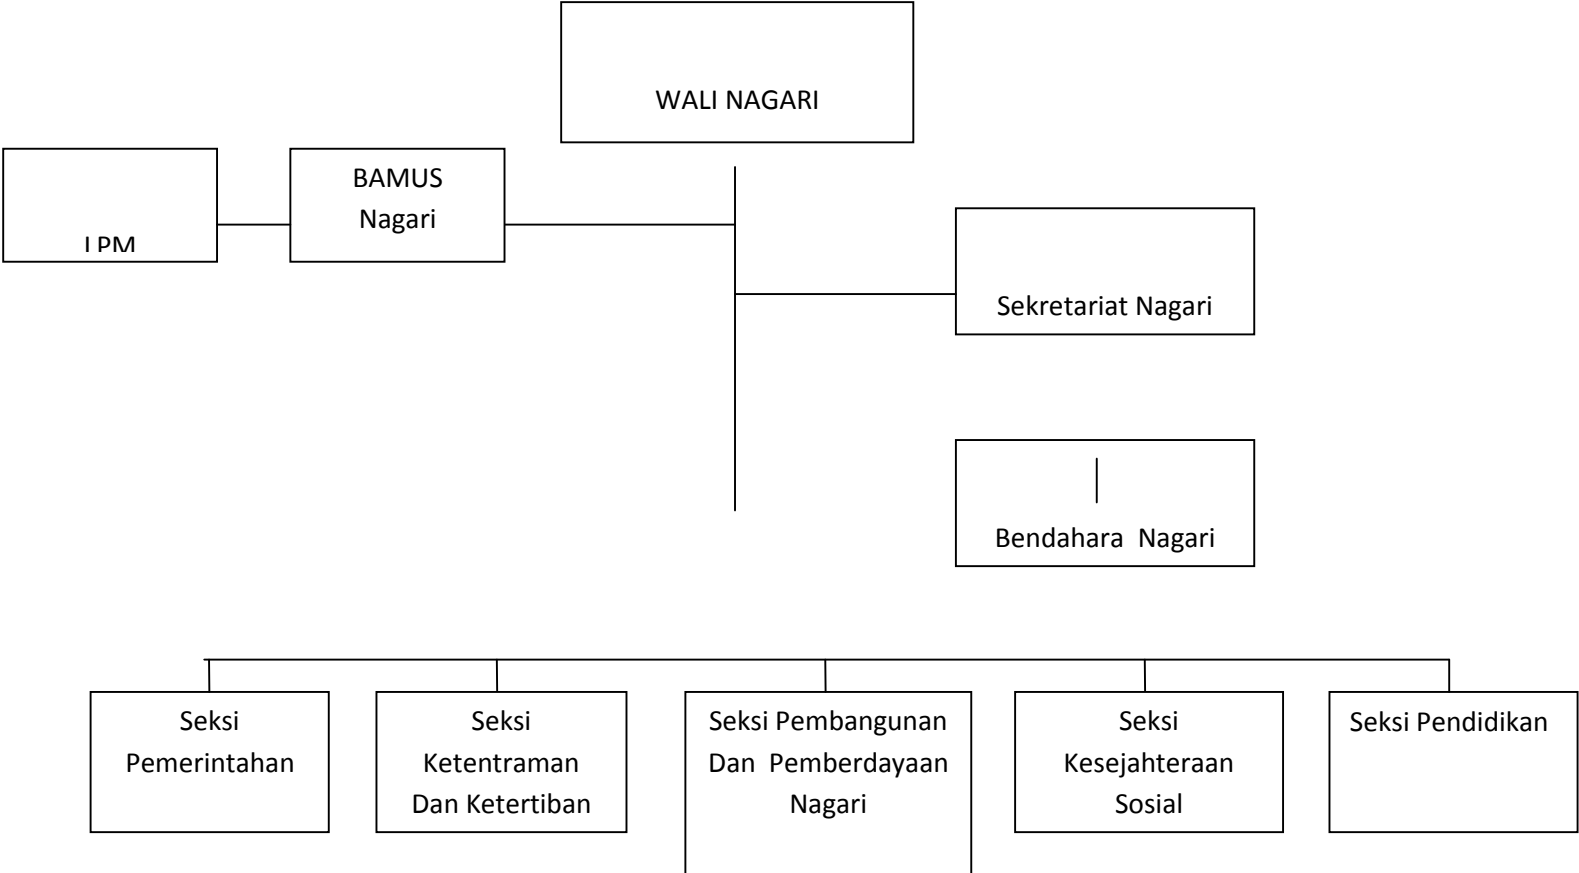 WALI NAGARI
LPM
BAMUS
Nagari
Sekretariat Nagari
Bendahara Nagari
Seksi
Pemerintahan
Seksi
Ketentraman
Dan Ketertiban
Seksi Pembangunan
Dan Pemberdayaan
Nagari
Seksi
Kesejahteraan
Sosial
Seksi Pendidikan